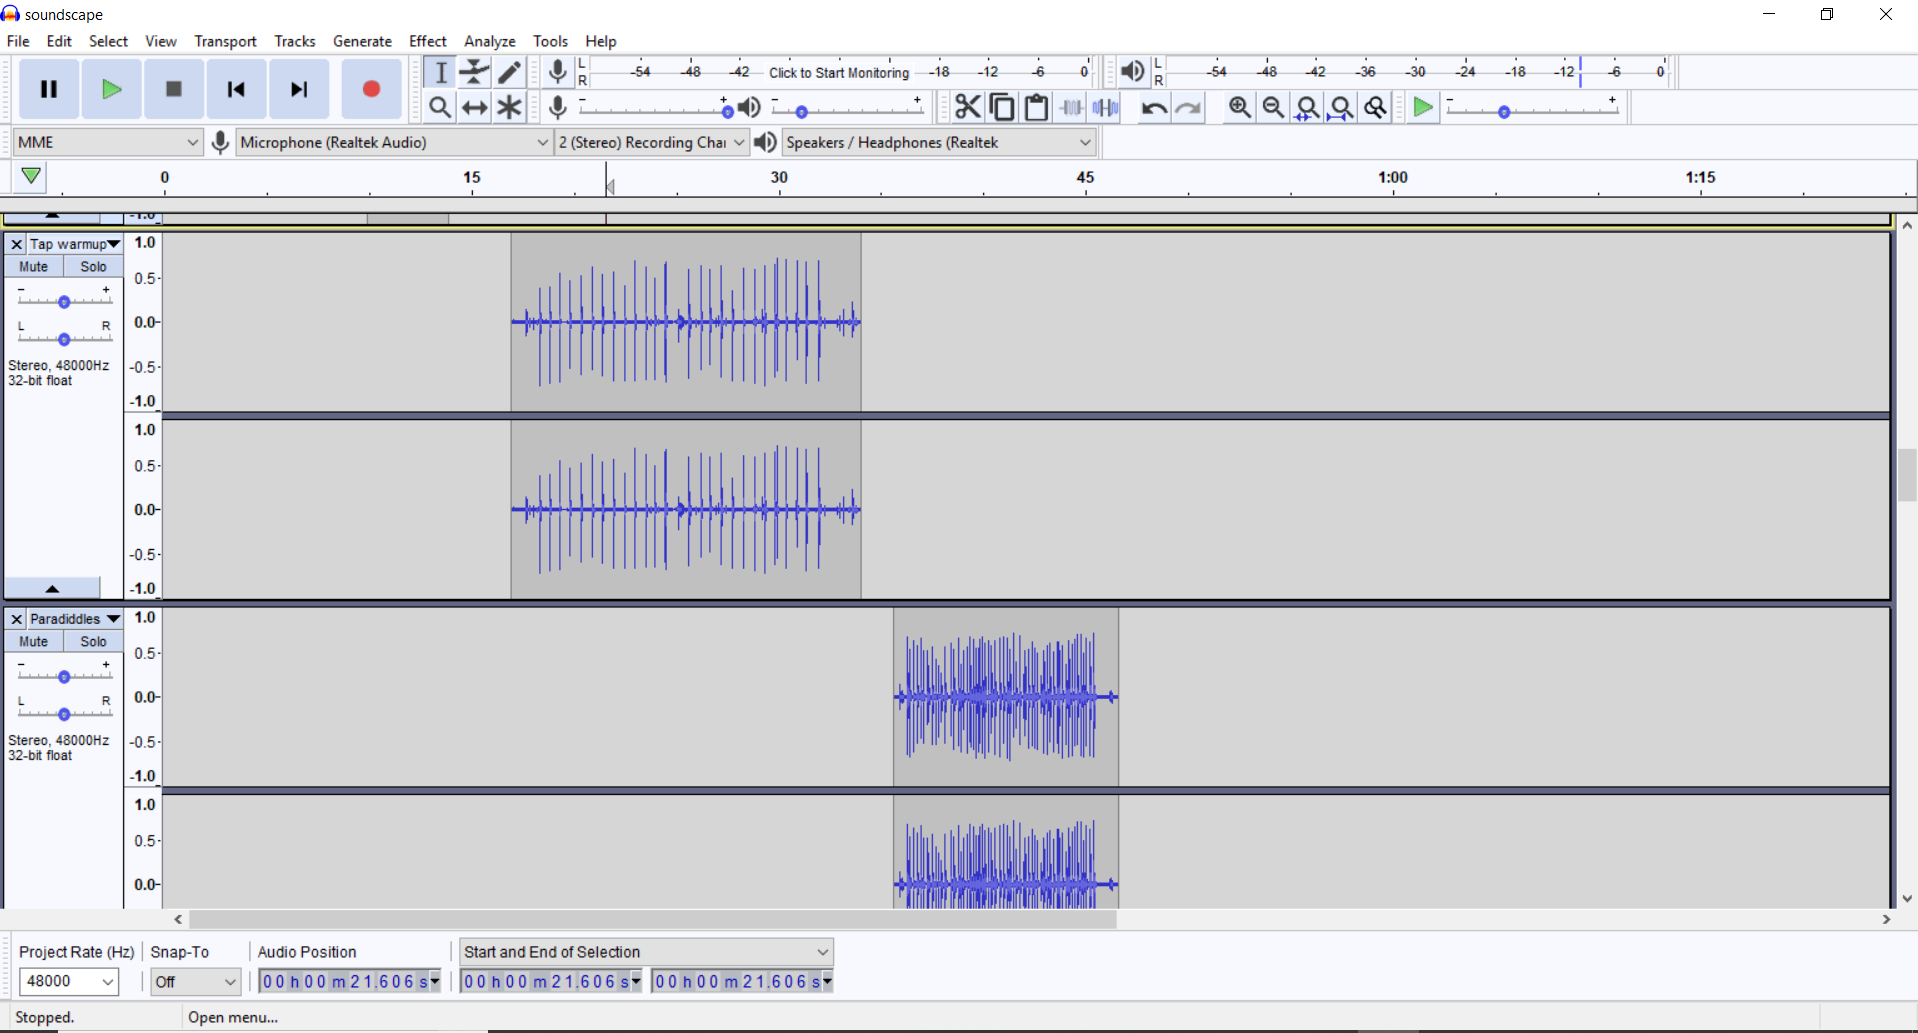 soundscape
File Edit Select View Transport Tracks Generate Effect Analyze Tools Help
L
R
-54 -48 -42 Click to Start Monitoring -18 -12 -6 0
L
R
-54 -48 -42 -36 -30 -24 -18 -12 -6 0
- + - + - +
MME Microphone (Realtek Audio) 2 (Stereo) Recording Chai Speakers / Headphones (Realtek
0 15 30 45 1:00 1:15
-1.0
Tap warmup
Mute Solo
- +
L R
Stereo, 48000Hz
32-bit float
1.0
0.5
0.0
-0.5
-1.0
1.0
0.5
0.0
-0.5
-1.0
Paradiddles
Mute Solo
- +
L R
Stereo, 48000Hz
32-bit float
1.0
0.5
0.0
-0.5
-1.0
1.0
0.5
0.0
Project Rate (Hz) Snap-To Audio Position Start and End of Selection
48000 Off 00 h 00 m 21.606 s 00 h 00 m 21.606 s 00 h 00 m 21.606 s
Stopped. Open menu...